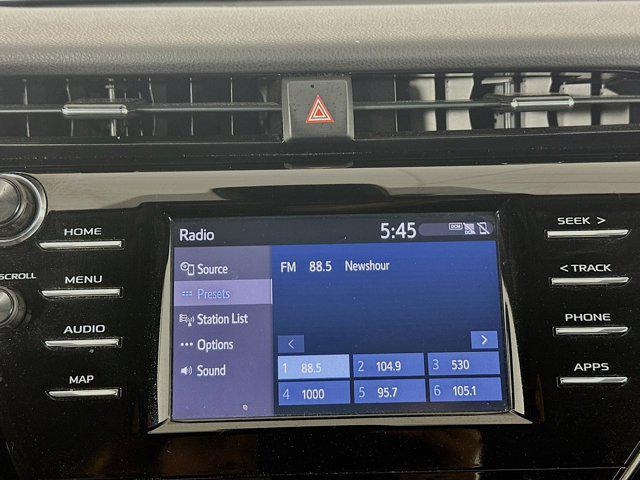 Radio 5:45 DCM
DCM
HOME
SCROLL
MENU
AUDIO
MAP
Source
Presets
Station List
Options
Sound
FM 88.5 Newshour
< >
1 88.5 2 104.9 3 530
4 1000 5 95.7 6 105.1
SEEK >
< TRACK
PHONE
APPS